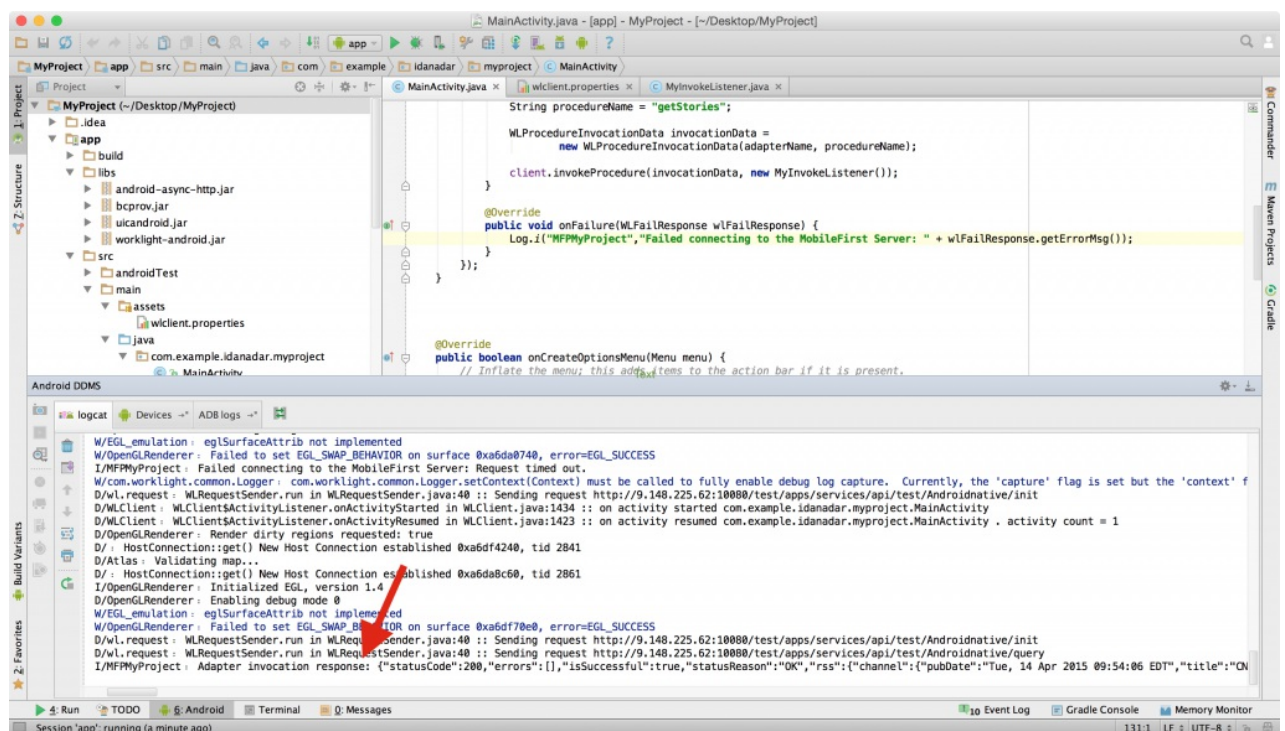 MainActivity.java - [app] - MyProject - [~/Desktop/MyProject]
app
MyProject app src main java com example idanadar myproject MainActivity
Project
MainActivity.java × wlclient.properties × MyInvokeListener.java ×
1: Project
Z: Structure
Build Variants
2: Favorites
Commander
Maven Projects
Gradle
MyProject (~/Desktop/MyProject)
.idea
app
build
libs
android-async-http.jar
bcprov.jar
uicandroid.jar
worklight-android.jar
src
androidTest
main
assets
wlclient.properties
java
com.example.idanadar.myproject
MainActivity
String procedureName = "getStories";
WLProcedureInvocationData invocationData =
new WLProcedureInvocationData(adapterName, procedureName);
client.invokeProcedure(invocationData, new MyInvokeListener());
}
@Override
public void onFailure(WLFailResponse wlFailResponse) {
Log.i("MFPMyProject","Failed connecting to the MobileFirst Server: " + wlFailResponse.getErrorMsg());
}
});
}
@Override
public boolean onCreateOptionsMenu(Menu menu) {
// Inflate the menu; this adds items to the action bar if it is present.
Text
Android DDMS
logcat Devices →" ADB logs →"
W/EGL_emulation﹕ eglSurfaceAttrib not implemented
W/OpenGLRenderer﹕ Failed to set EGL_SWAP_BEHAVIOR on surface 0xa6da0740, error=EGL_SUCCESS
I/MFPMyProject﹕ Failed connecting to the MobileFirst Server: Request timed out.
W/com.worklight.common.Logger﹕ com.worklight.common.Logger.setContext(Context) must be called to fully enable debug log capture.  Currently, the 'capture' flag is set but the 'context' f
D/wl.request﹕ WLRequestSender.run in WLRequestSender.java:40 :: Sending request http://9.148.225.62:10080/test/apps/services/api/test/Androidnative/init
D/WLClient﹕ WLClient$ActivityListener.onActivityStarted in WLClient.java:1434 :: on activity started com.example.idanadar.myproject.MainActivity
D/WLClient﹕ WLClient$ActivityListener.onActivityResumed in WLClient.java:1423 :: on activity resumed com.example.idanadar.myproject.MainActivity . activity count = 1
D/OpenGLRenderer﹕ Render dirty regions requested: true
D/﹕ HostConnection::get() New Host Connection established 0xa6df4240, tid 2841
D/Atlas﹕ Validating map...
D/﹕ HostConnection::get() New Host Connection established 0xa6da8c60, tid 2861
I/OpenGLRenderer﹕ Initialized EGL, version 1.4
D/OpenGLRenderer﹕ Enabling debug mode 0
W/EGL_emulation﹕ eglSurfaceAttrib not implemented
W/OpenGLRenderer﹕ Failed to set EGL_SWAP_BEHAVIOR on surface 0xa6df70e0, error=EGL_SUCCESS
D/wl.request﹕ WLRequestSender.run in WLRequestSender.java:40 :: Sending request http://9.148.225.62:10080/test/apps/services/api/test/Androidnative/init
D/wl.request﹕ WLRequestSender.run in WLRequestSender.java:40 :: Sending request http://9.148.225.62:10080/test/apps/services/api/test/Androidnative/query
I/MFPMyProject﹕ Adapter invocation response: {"statusCode":200,"errors":[],"isSuccessful":true,"statusReason":"OK","rss":{"channel":{"pubDate":"Tue, 14 Apr 2015 09:54:06 EDT","title":"CN
4: Run TODO 6: Android Terminal 0: Messages 10 Event Log Gradle Console Memory Monitor
Session 'app': running (a minute ago) 131:1 LF UTF-8